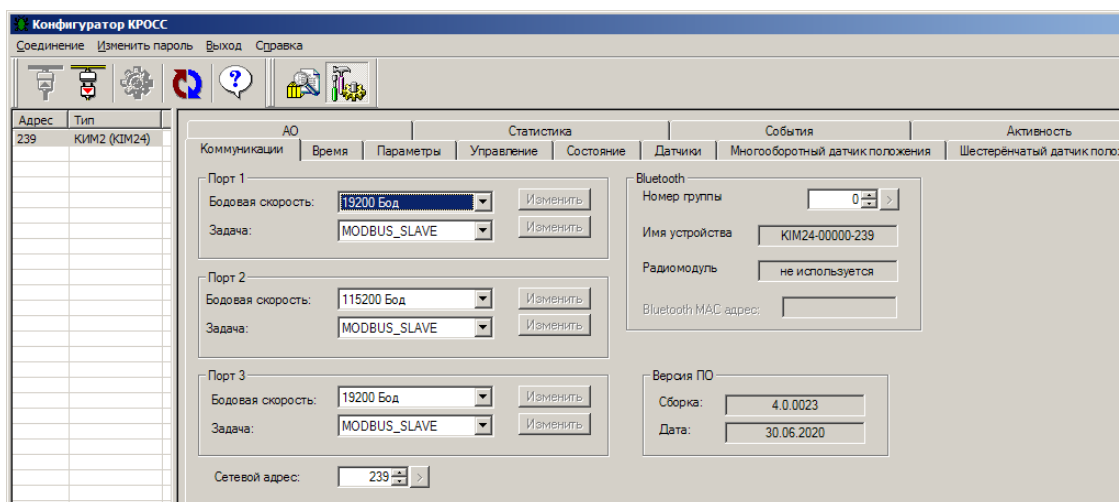 Конфигуратор КРОСС
Соединение Изменить пароль Выход Справка
Адрес Тип
239 КИМ2 (KIM24)
АО Статистика События Активность
Коммуникации Время Параметры Управление Состояние Датчики Многооборотный датчик положения Шестерёнчатый датчик поло
Порт 1
Бодовая скорость: 19200 Бод Изменить
Задача: MODBUS_SLAVE Изменить
Порт 2
Бодовая скорость: 115200 Бод Изменить
Задача: MODBUS_SLAVE Изменить
Порт 3
Бодовая скорость: 19200 Бод Изменить
Задача: MODBUS_SLAVE Изменить
Сетевой адрес: 239 >
Bluetooth
Номер группы 0 >
Имя устройства KIM24-00000-239
Радиомодуль не используется
Bluetooth MAC адрес:
Версия ПО
Сборка: 4.0.0023
Дата: 30.06.2020